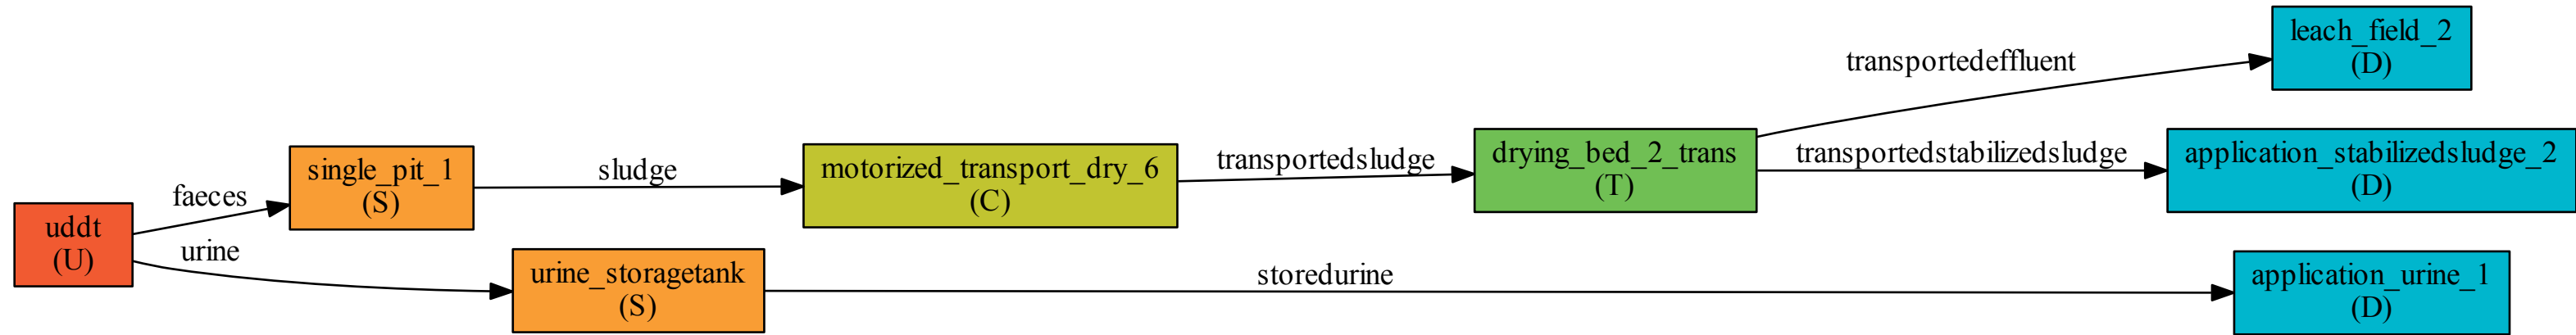 uddt
(U)
faeces
urine
single_pit_1
(S)
urine_storagetank
(S)
sludge
motorized_transport_dry_6
(C)
transportedsludge
drying_bed_2_trans
(T)
transportedeffluent
transportedstabilizedsludge
storedurine
leach_field_2
(D)
application_stabilizedsludge_2
(D)
application_urine_1
(D)